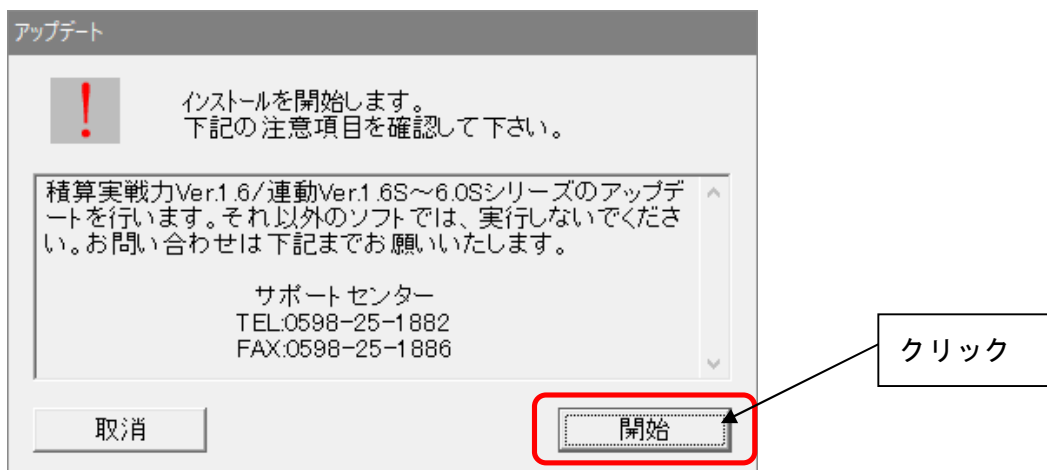 アップデート
インストールを開始します。
下記の注意項目を確認して下さい。
積算実戦力Ver.1.6/連動Ver.1.6S～6.0Sシリーズのアップデ
ートを行います。それ以外のソフトでは、実行しないでくださ
い。お問い合わせは下記までお願いいたします。
サポートセンター
TEL:0598-25-1882
FAX:0598-25-1886
クリック
取消
開始